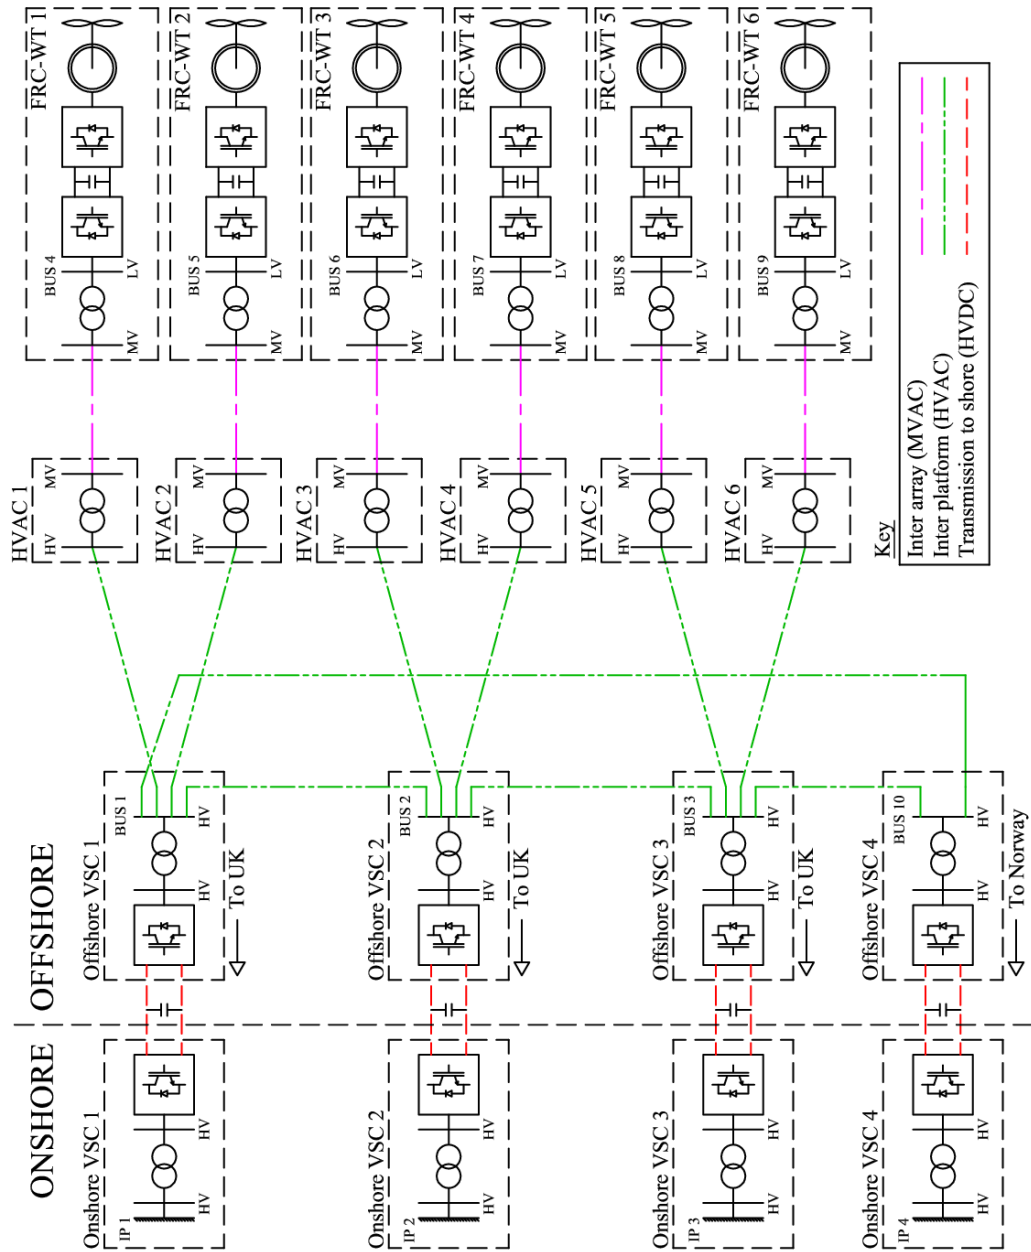 ONSHORE
OFFSHORE
Onshore VSC 1
IP 1
HV
HV
Offshore VSC 1
BUS 1
HV
HV
To UK
HVAC 1
HV
MV
FRC-WT 1
BUS 4
MV
LV
HVAC 2
HV
MV
FRC-WT 2
BUS 5
MV
LV
Onshore VSC 2
IP 2
HV
HV
Offshore VSC 2
BUS 2
HV
HV
To UK
HVAC 3
HV
MV
FRC-WT 3
BUS 6
MV
LV
HVAC 4
HV
MV
FRC-WT 4
BUS 7
MV
LV
Onshore VSC 3
IP 3
HV
HV
Offshore VSC 3
BUS 3
HV
HV
To UK
HVAC 5
HV
MV
FRC-WT 5
BUS 8
MV
LV
HVAC 6
HV
MV
FRC-WT 6
BUS 9
MV
LV
Onshore VSC 4
IP 4
HV
HV
Offshore VSC 4
BUS 10
HV
HV
To Norway
Key
Inter array (MVAC)
Inter platform (HVAC)
Transmission to shore (HVDC)